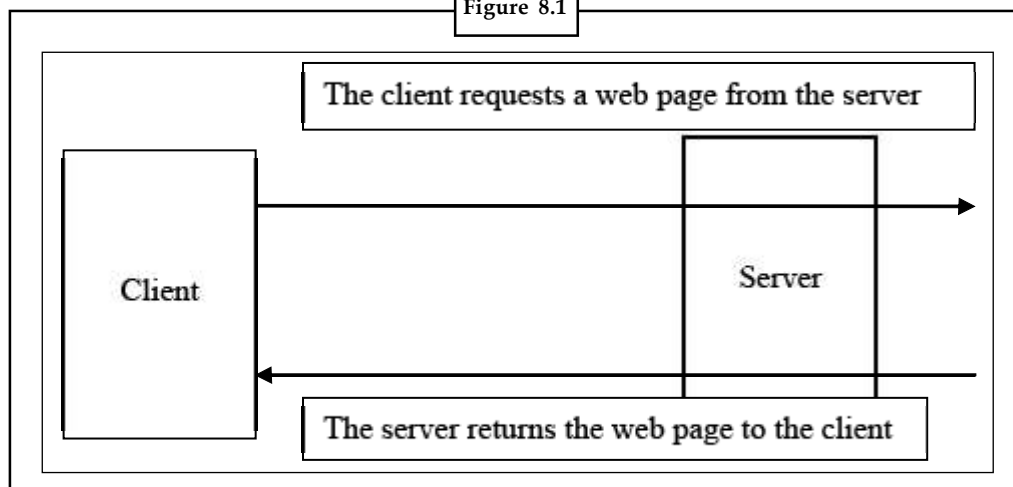 Figure 8.1
The client requests a web page from the server
Client
Server
The server returns the web page to the client